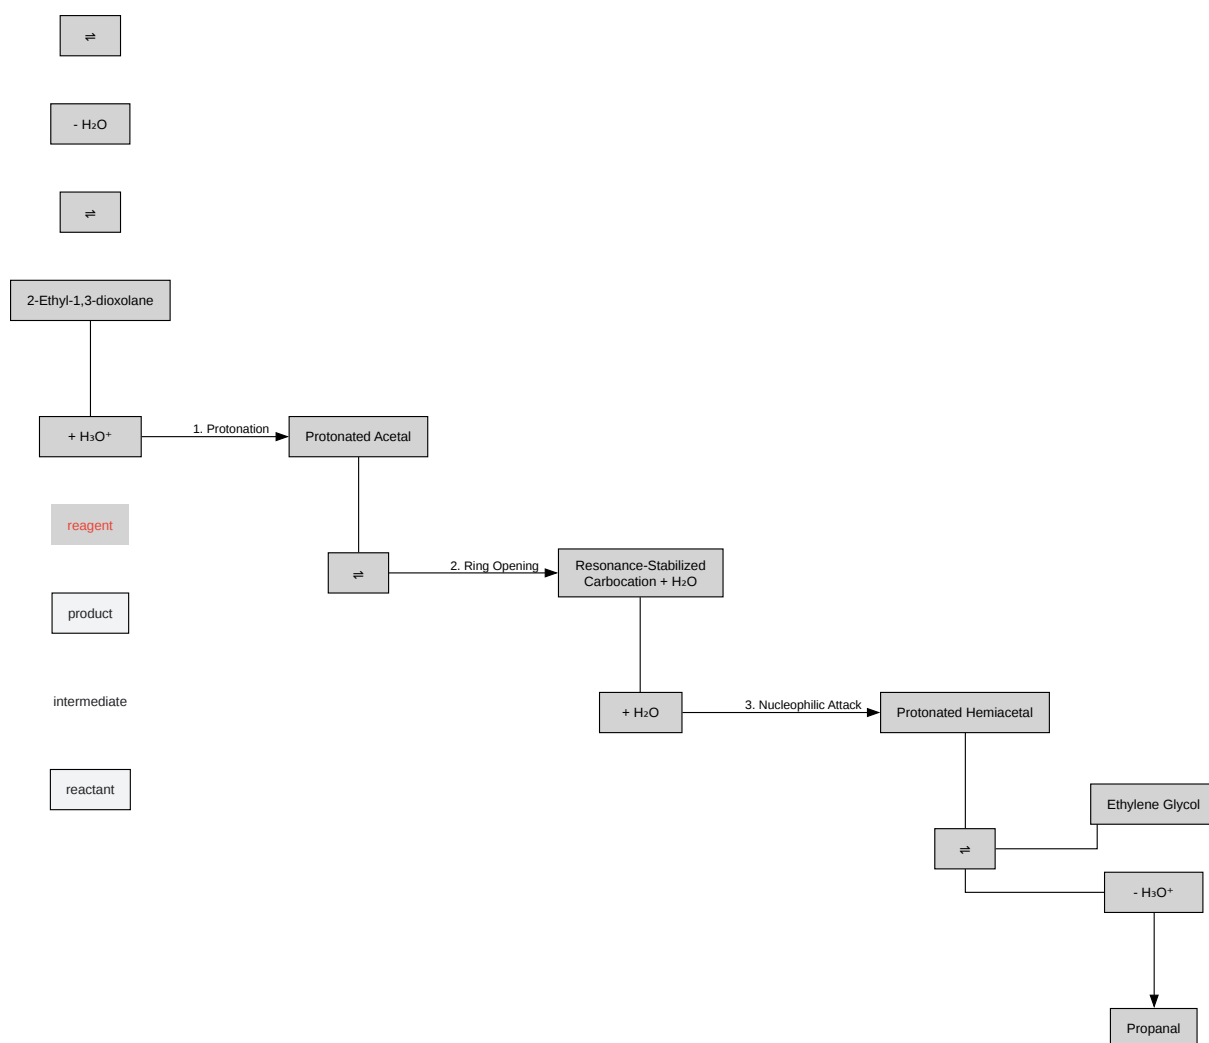 ⇌
- H₂O
⇌
2-Ethyl-1,3-dioxolane
+ H₃O⁺
1. Protonation
Protonated Acetal
reagent
⇌
2. Ring Opening
Resonance-Stabilized
Carbocation + H₂O
product
intermediate
+ H₂O
3. Nucleophilic Attack
Protonated Hemiacetal
reactant
Ethylene Glycol
⇌
- H₃O⁺
Propanal